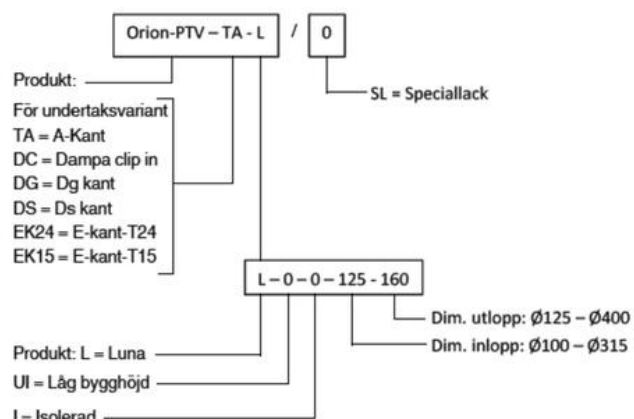 Orion-PTV – TA - L / 0
Produkt:
SL = Speciallack
För undertaksvariant
TA = A-Kant
DC = Dampa clip in
DG = Dg kant
DS = Ds kant
EK24 = E-kant-T24
EK15 = E-kant-T15
L – 0 – 0 – 125 - 160
Dim. utlopp: Ø125 – Ø400
Dim. inlopp: Ø100 – Ø315
Produkt: L = Luna
UI = Låg bygghöjd
I – Isolerad